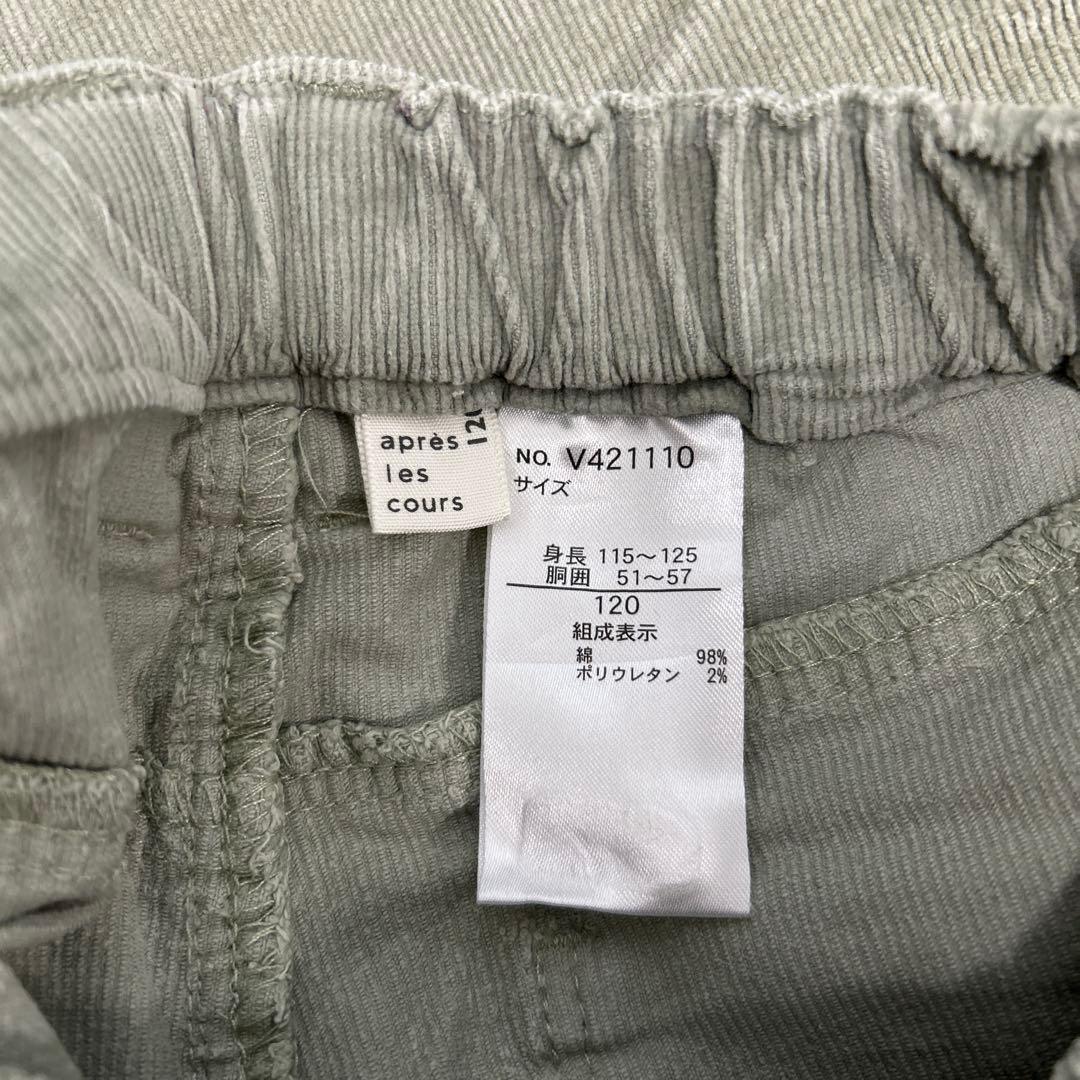 après
les
cours
120
NO. V421110
サイズ
身長 115～125
胴囲 51～57
120
組成表示
綿 98%
ポリウレタン 2%